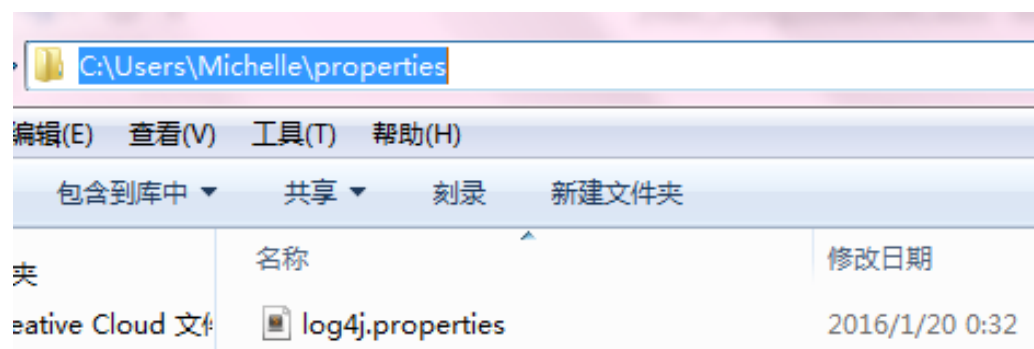 C:\Users\Michelle\properties
编辑(E) 查看(V) 工具(T) 帮助(H)
包含到库中 共享 刻录 新建文件夹
名称 修改日期
夹
eative Cloud 文件
log4j.properties 2016/1/20 0:32